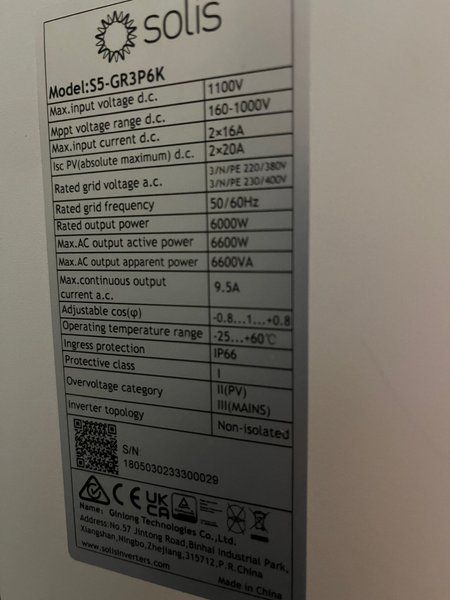 solis
Model:S5-GR3P6K
Max.input voltage d.c. 1100V
Mppt voltage range d.c. 160-1000V
Max.input current d.c. 2×16A
Isc PV(absolute maximum) d.c. 2×20A
Rated grid voltage a.c. 3/N/PE 220/380V
3/N/PE 230/400V
Rated grid frequency 50/60Hz
Rated output power 6000W
Max.AC output active power 6600W
Max.AC output apparent power 6600VA
Max.continuous output
current a.c. 9.5A
Adjustable cos(φ) -0.8...1...+0.8
Operating temperature range -25...+60℃
Ingress protection IP66
Protective class I
Overvoltage category II(PV)
III(MAINS)
Inverter topology Non-isolated
S/N:
1805030233300029
CE UK
CA
Name: Ginlong Technologies Co.,Ltd
Address:No.57 Jintong Road,Binhai Industrial Park,
Xiangshan,Ningbo,Zhejiang,315712,P.R.China
www.solisinverters.com
Made in China